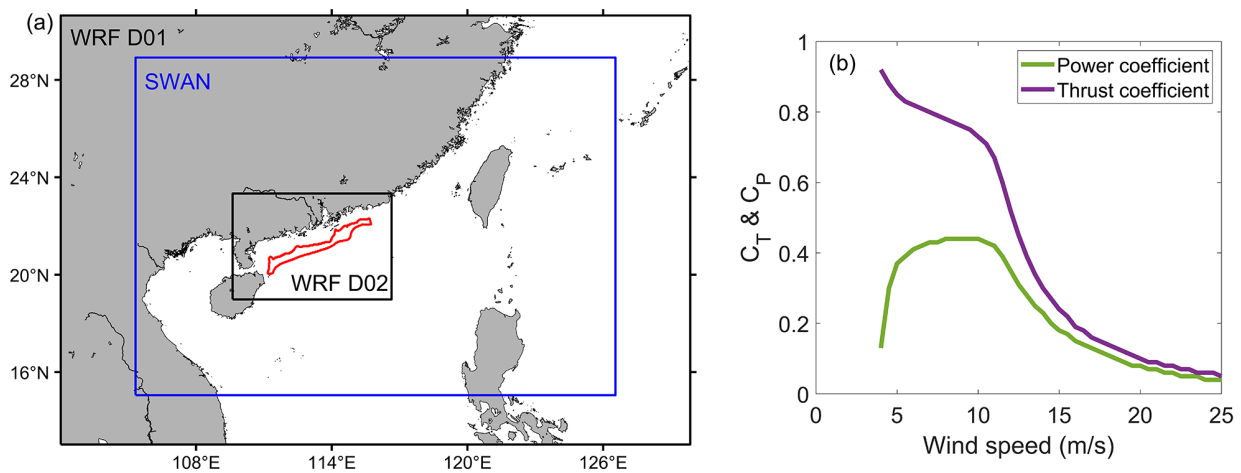 (a)
WRF D01
SWAN
WRF D02
28°N
24°N
20°N
16°N
108°E
114°E
120°E
126°E
(b)
Power coefficient
Thrust coefficient
C_T & C_P
1
0.8
0.6
0.4
0.2
0
0
5
10
15
20
25
Wind speed (m/s)